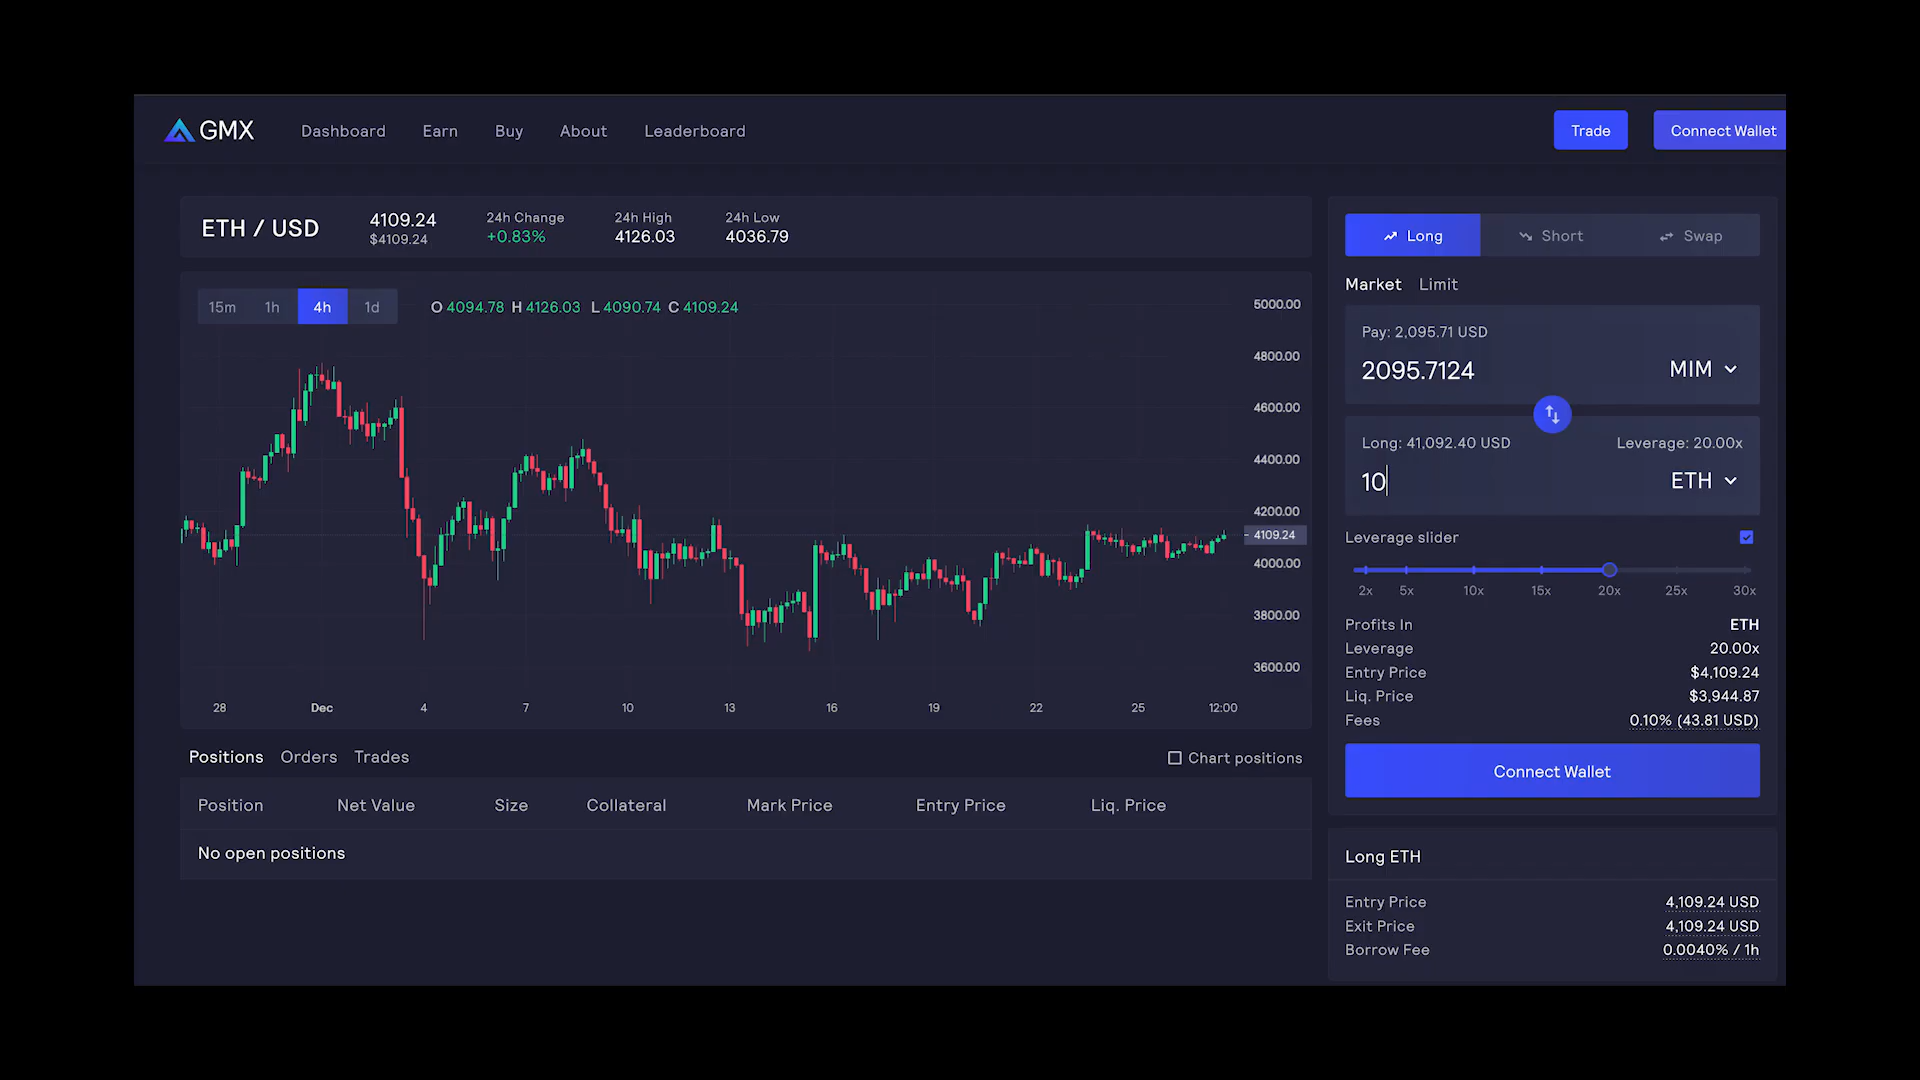 GMX Dashboard Earn Buy About Leaderboard Trade Connect Wallet
ETH / USD
4109.24
$4109.24
24h Change
+0.83%
24h High
4126.03
24h Low
4036.79
15m 1h 4h 1d O 4094.78 H 4126.03 L 4090.74 C 4109.24
5000.00
4800.00
4600.00
4400.00
4200.00
4109.24
4000.00
3800.00
3600.00
28 Dec 4 7 10 13 16 19 22 25 12:00
Positions Orders Trades Chart positions
Position Net Value Size Collateral Mark Price Entry Price Liq. Price
No open positions
Long Short Swap
Market Limit
Pay: 2,095.71 USD
2095.7124 MIM
Long: 41,092.40 USD Leverage: 20.00x
10 ETH
Leverage slider
2x 5x 10x 15x 20x 25x 30x
Profits In ETH
Leverage 20.00x
Entry Price $4,109.24
Liq. Price $3,944.87
Fees 0.10% (43.81 USD)
Connect Wallet
Long ETH
Entry Price 4,109.24 USD
Exit Price 4,109.24 USD
Borrow Fee 0.0040% / 1h